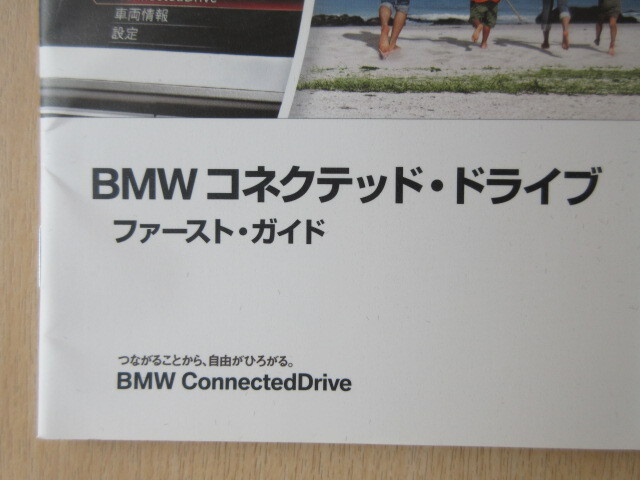 ConnectedDrive
車両情報
設定
BMW コネクテッド・ドライブ
ファースト・ガイド
つながることから、自由がひろがる。
BMW ConnectedDrive